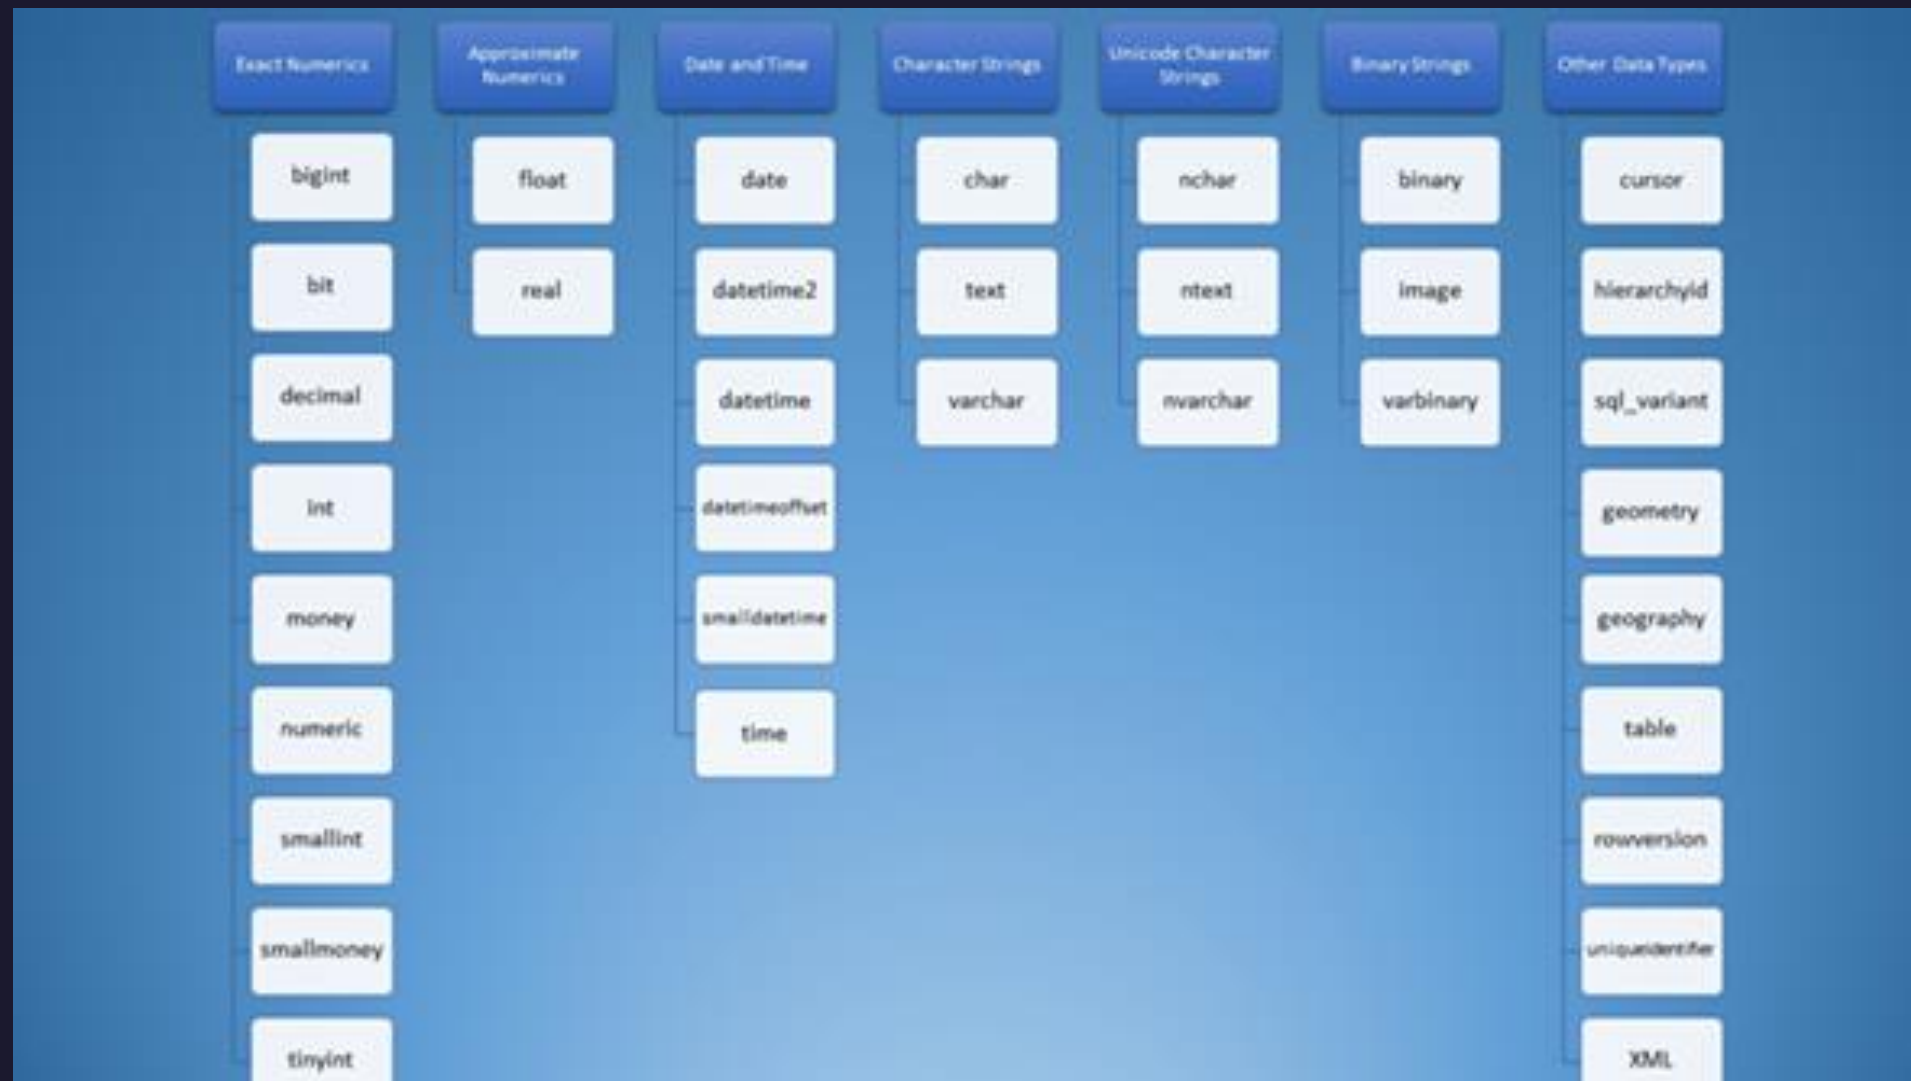 Exact Numerics
bigint
bit
decimal
int
money
numeric
smallint
smallmoney
tinyint
Approximate
Numerics
float
real
Date and Time
date
datetime2
datetime
datetimeoffset
smalldatetime
time
Character Strings
char
text
varchar
Unicode Character
Strings
nchar
ntext
nvarchar
Binary Strings
binary
image
varbinary
Other Data Types
cursor
hierarchyid
sql_variant
geometry
geography
table
rowversion
uniqueidentifier
XML